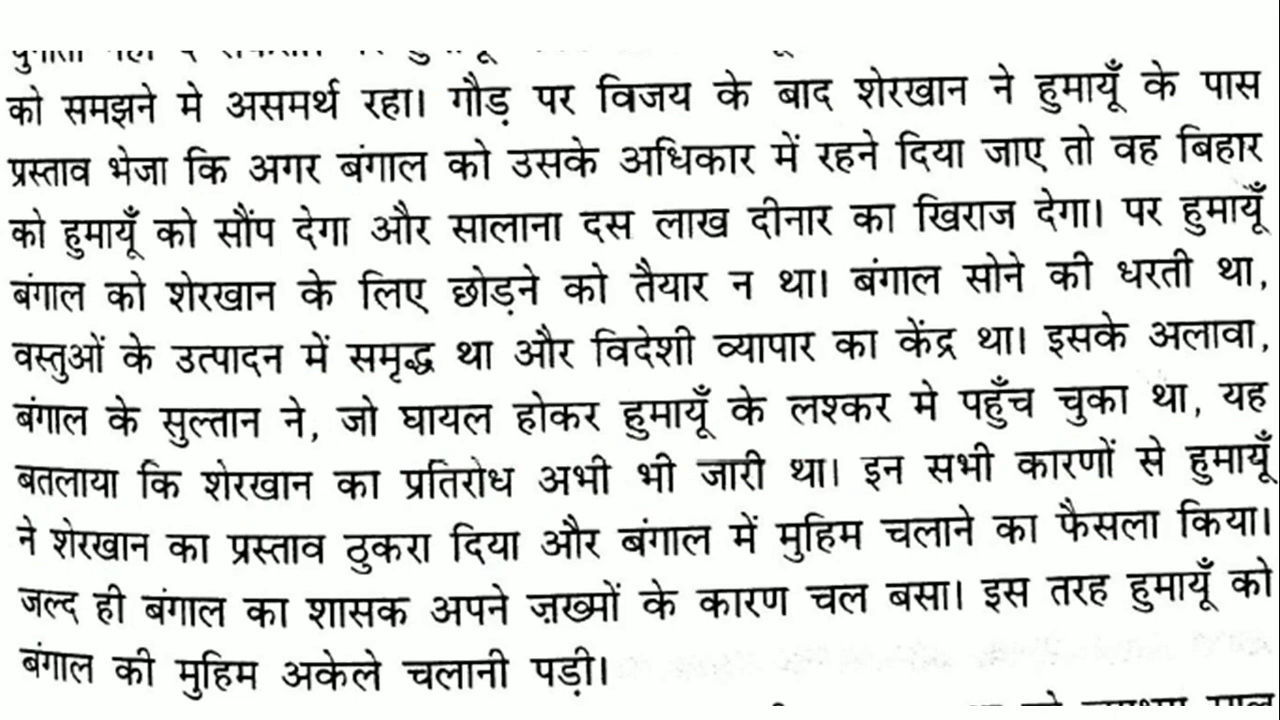 को समझने मे असमर्थ रहा। गौड़ पर विजय के बाद शेरखान ने हुमायूँ के पास
प्रस्ताव भेजा कि अगर बंगाल को उसके अधिकार में रहने दिया जाए तो वह बिहार
को हुमायूँ को सौंप देगा और सालाना दस लाख दीनार का खिराज देगा। पर हुमायूँ
बंगाल को शेरखान के लिए छोड़ने को तैयार न था। बंगाल सोने की धरती था,
वस्तुओं के उत्पादन में समृद्ध था और विदेशी व्यापार का केंद्र था। इसके अलावा,
बंगाल के सुल्तान ने, जो घायल होकर हुमायूँ के लश्कर मे पहुँच चुका था, यह
बतलाया कि शेरखान का प्रतिरोध अभी भी जारी था। इन सभी कारणों से हुमायूँ
ने शेरखान का प्रस्ताव ठुकरा दिया और बंगाल में मुहिम चलाने का फैसला किया।
जल्द ही बंगाल का शासक अपने ज़ख्मों के कारण चल बसा। इस तरह हुमायूँ को
बंगाल की मुहिम अकेले चलानी पड़ी।